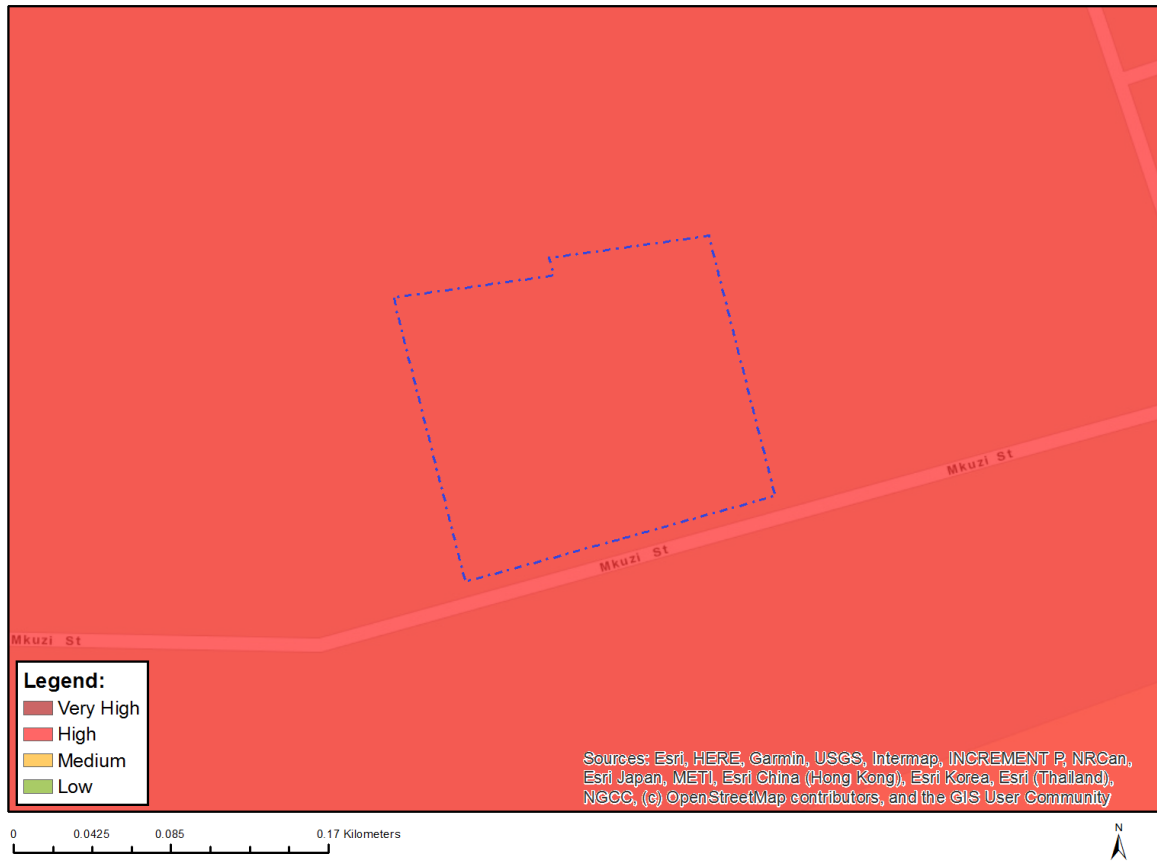 Mkuzi St
Mkuzi St
Mkuzi St
Legend:
Very High
High
Medium
Low
Sources: Esri, HERE, Garmin, USGS, Intermap, INCREMENT P, NRCan,
Esri Japan, METI, Esri China (Hong Kong), Esri Korea, Esri (Thailand),
NGCC, (c) OpenStreetMap contributors, and the GIS User Community
0 0.0425 0.085 0.17 Kilometers
N